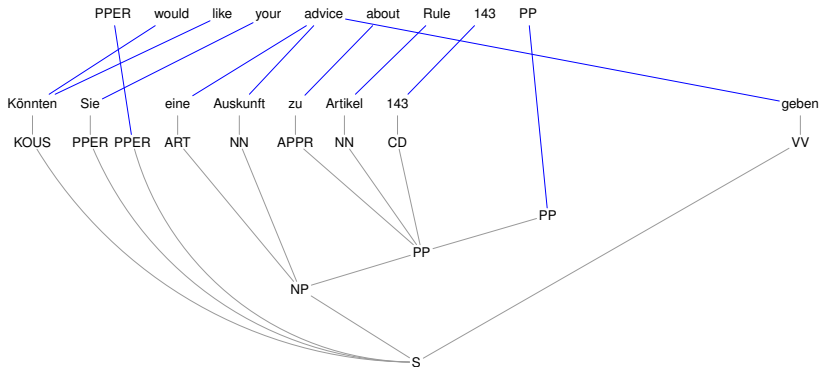 PPER would like your advice about Rule 143 PP
Könnten Sie eine Auskunft zu Artikel 143 geben
KOUS PPER PPER ART NN APPR NN CD VV
PP
PP
NP
S